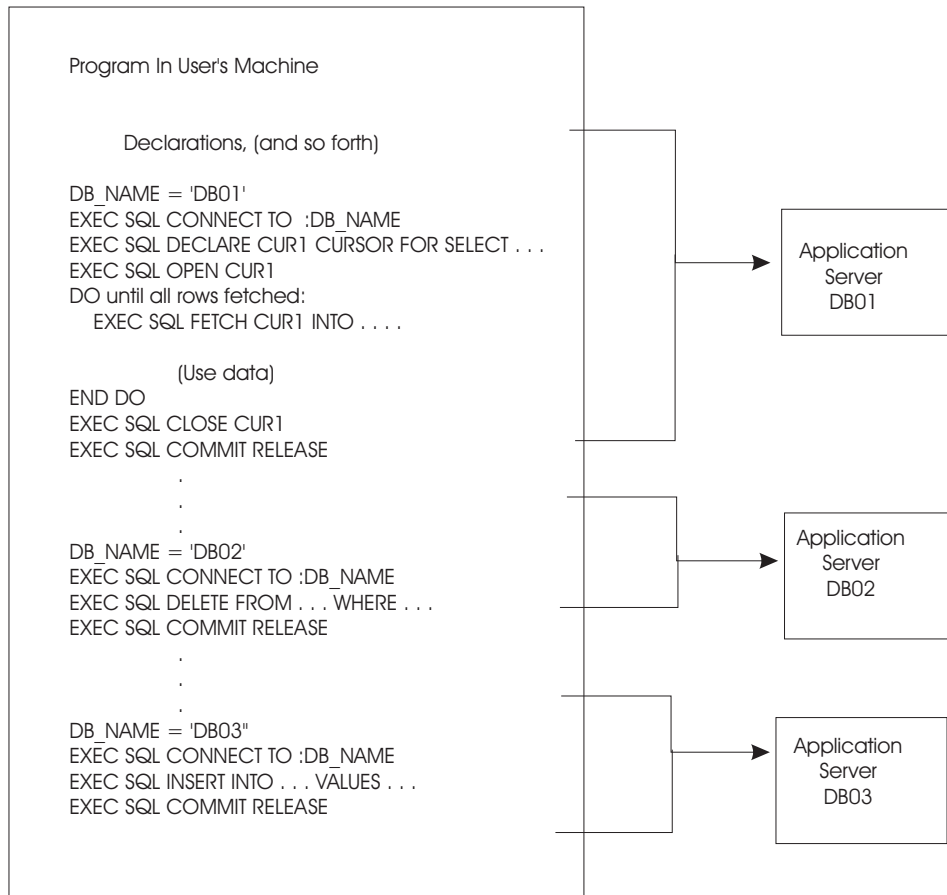 Program In User's Machine
Declarations, (and so forth)
DB_NAME = 'DB01'
EXEC SQL CONNECT TO :DB_NAME
EXEC SQL DECLARE CUR1 CURSOR FOR SELECT . . .
EXEC SQL OPEN CUR1
DO until all rows fetched:
EXEC SQL FETCH CUR1 INTO . . . .
(Use data)
END DO
EXEC SQL CLOSE CUR1
EXEC SQL COMMIT RELEASE
.
.
.
DB_NAME = 'DB02'
EXEC SQL CONNECT TO :DB_NAME
EXEC SQL DELETE FROM . . . WHERE . . .
EXEC SQL COMMIT RELEASE
.
.
.
DB_NAME = 'DB03"
EXEC SQL CONNECT TO :DB_NAME
EXEC SQL INSERT INTO . . . VALUES . . .
EXEC SQL COMMIT RELEASE
Application
Server
DB01
Application
Server
DB02
Application
Server
DB03